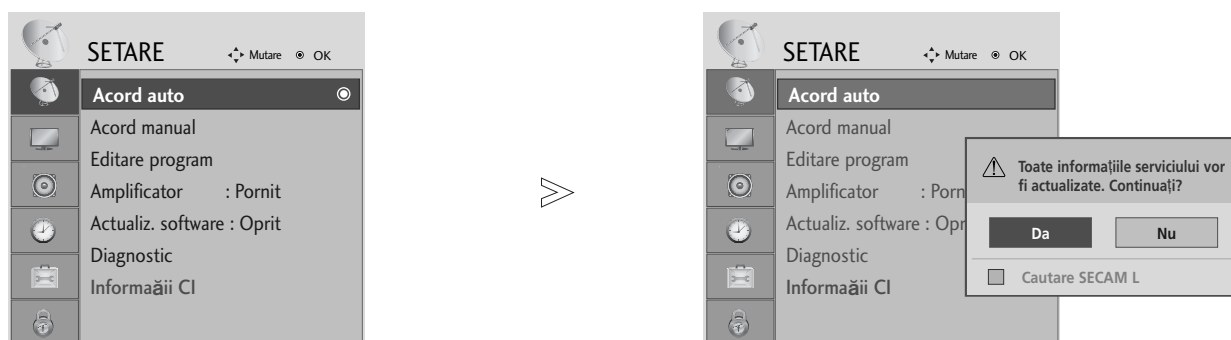 SETARE
Mutare
OK
Acord auto
Acord manual
Editare program
Amplificator : Pornit
Actualiz. software : Oprit
Diagnostic
Informaăii CI
SETARE
Mutare
OK
Acord auto
Acord manual
Editare program
Amplificator : Porn
Actualiz. software : Opr
Diagnostic
Informaăii CI
Toate informațiile serviciului vor
fi actualizate. Continuați?
Da
Nu
Cautare SECAM L